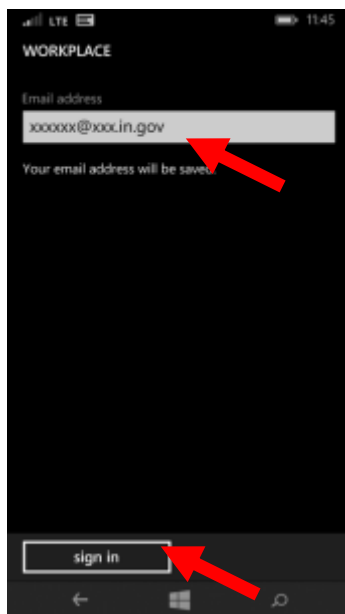 LTE 11:45
WORKPLACE
Email address
xxxxxx@xxx.in.gov
Your email address will be saved.
sign in